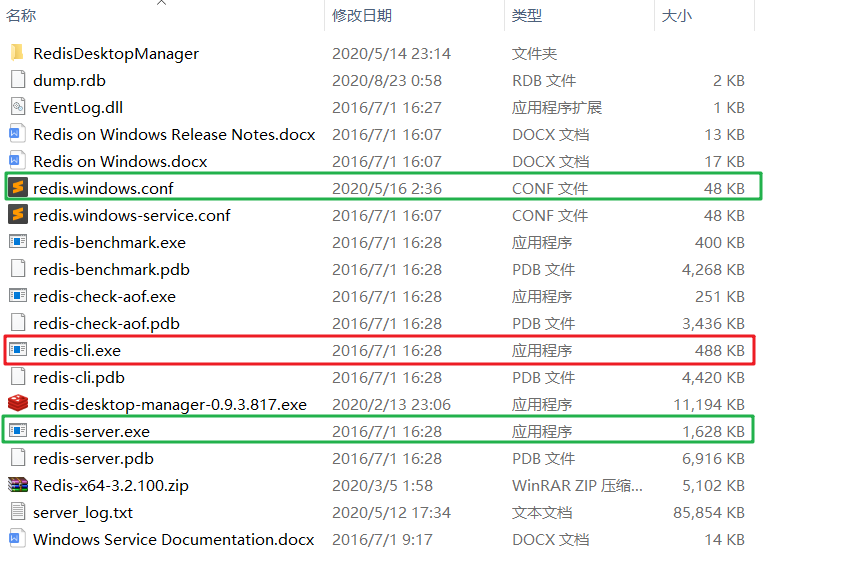 名称 修改日期 类型 大小
RedisDesktopManager 2020/5/14 23:14 文件夹
dump.rdb 2020/8/23 0:58 RDB 文件 2 KB
EventLog.dll 2016/7/1 16:27 应用程序扩展 1 KB
Redis on Windows Release Notes.docx 2016/7/1 16:07 DOCX 文档 13 KB
Redis on Windows.docx 2016/7/1 16:07 DOCX 文档 17 KB
redis.windows.conf 2020/5/16 2:36 CONF 文件 48 KB
redis.windows-service.conf 2016/7/1 16:07 CONF 文件 48 KB
redis-benchmark.exe 2016/7/1 16:28 应用程序 400 KB
redis-benchmark.pdb 2016/7/1 16:28 PDB 文件 4,268 KB
redis-check-aof.exe 2016/7/1 16:28 应用程序 251 KB
redis-check-aof.pdb 2016/7/1 16:28 PDB 文件 3,436 KB
redis-cli.exe 2016/7/1 16:28 应用程序 488 KB
redis-cli.pdb 2016/7/1 16:28 PDB 文件 4,420 KB
redis-desktop-manager-0.9.3.817.exe 2020/2/13 23:06 应用程序 11,194 KB
redis-server.exe 2016/7/1 16:28 应用程序 1,628 KB
redis-server.pdb 2016/7/1 16:28 PDB 文件 6,916 KB
Redis-x64-3.2.100.zip 2020/3/5 1:58 WinRAR ZIP 压缩... 5,102 KB
server_log.txt 2020/5/12 17:34 文本文档 85,854 KB
Windows Service Documentation.docx 2016/7/1 9:17 DOCX 文档 14 KB